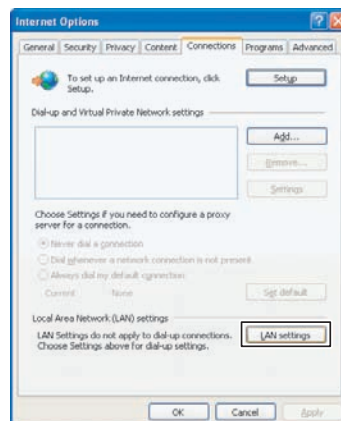 Internet Options
General Security Privacy Content Connections Programs Advanced
To set up an Internet connection, click
Setup.
Setup
Dial-up and Virtual Private Network settings
Add...
Remove...
Settings
Choose Settings if you need to configure a proxy
server for a connection.
Never dial a connection
Dial whenever a network connection is not present
Always dial my default connection
Current None
Set default
Local Area Network (LAN) settings
LAN Settings do not apply to dial-up connections.
Choose Settings above for dial-up settings.
LAN settings
OK Cancel Apply